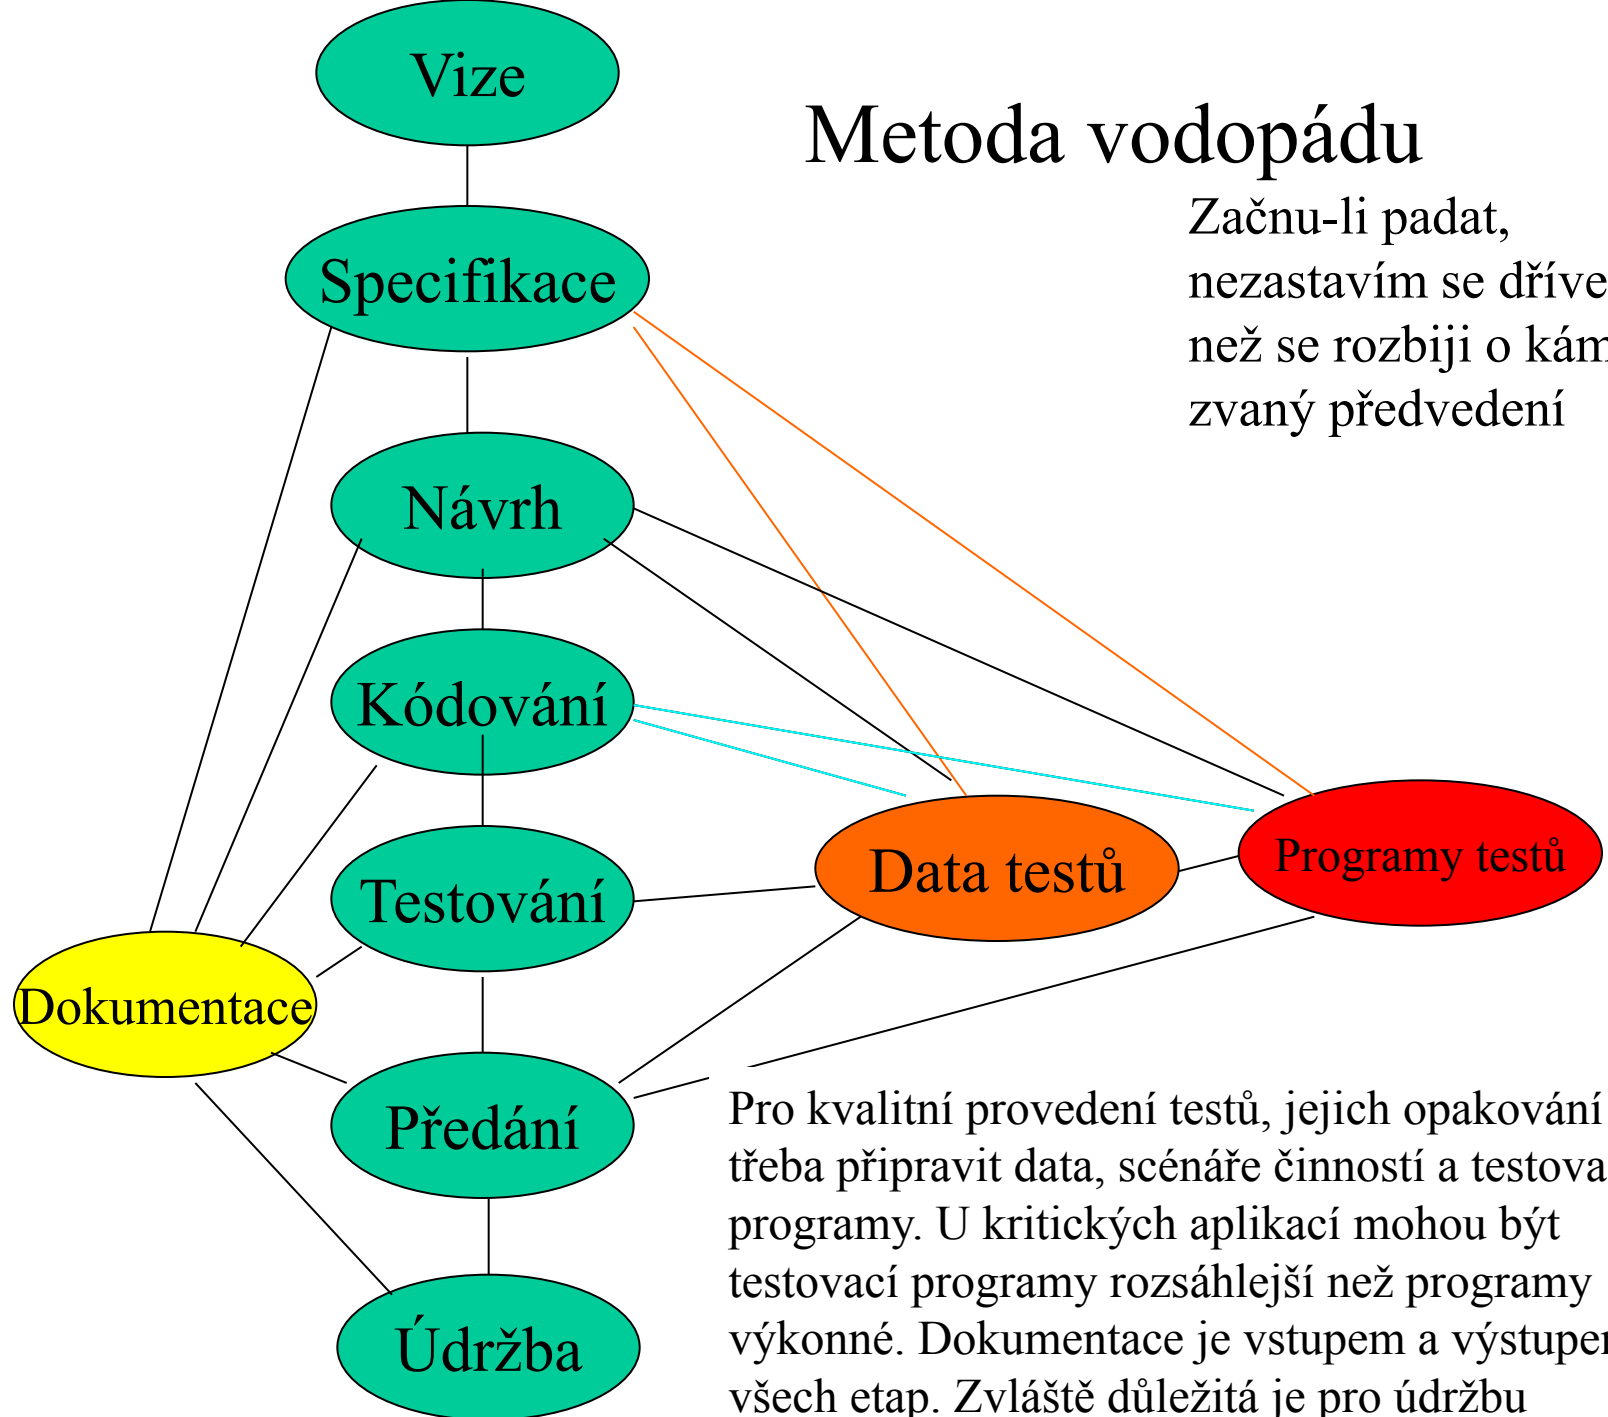 Vize
Metoda vodopádu
Začnu-li padat,
nezastavím se dříve
než se rozbiji o kám
zvaný předvedení
Specifikace
Návrh
Kódování
Testování
Data testů
Programy testů
Dokumentace
Předání
Údržba
Pro kvalitní provedení testů, jejich opakování
třeba připravit data, scénáře činností a testova
programy. U kritických aplikací mohou být
testovací programy rozsáhlejší než programy
výkonné. Dokumentace je vstupem a výstupem
všech etap. Zvláště důležitá je pro údržbu